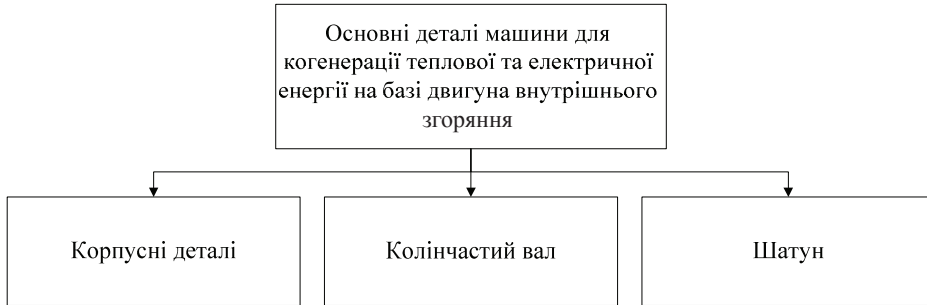 Основні деталі машини для
когенерації теплової та електричної
енергії на базі двигуна внутрішнього
згоряння
Корпусні деталі
Колінчастий вал
Шатун